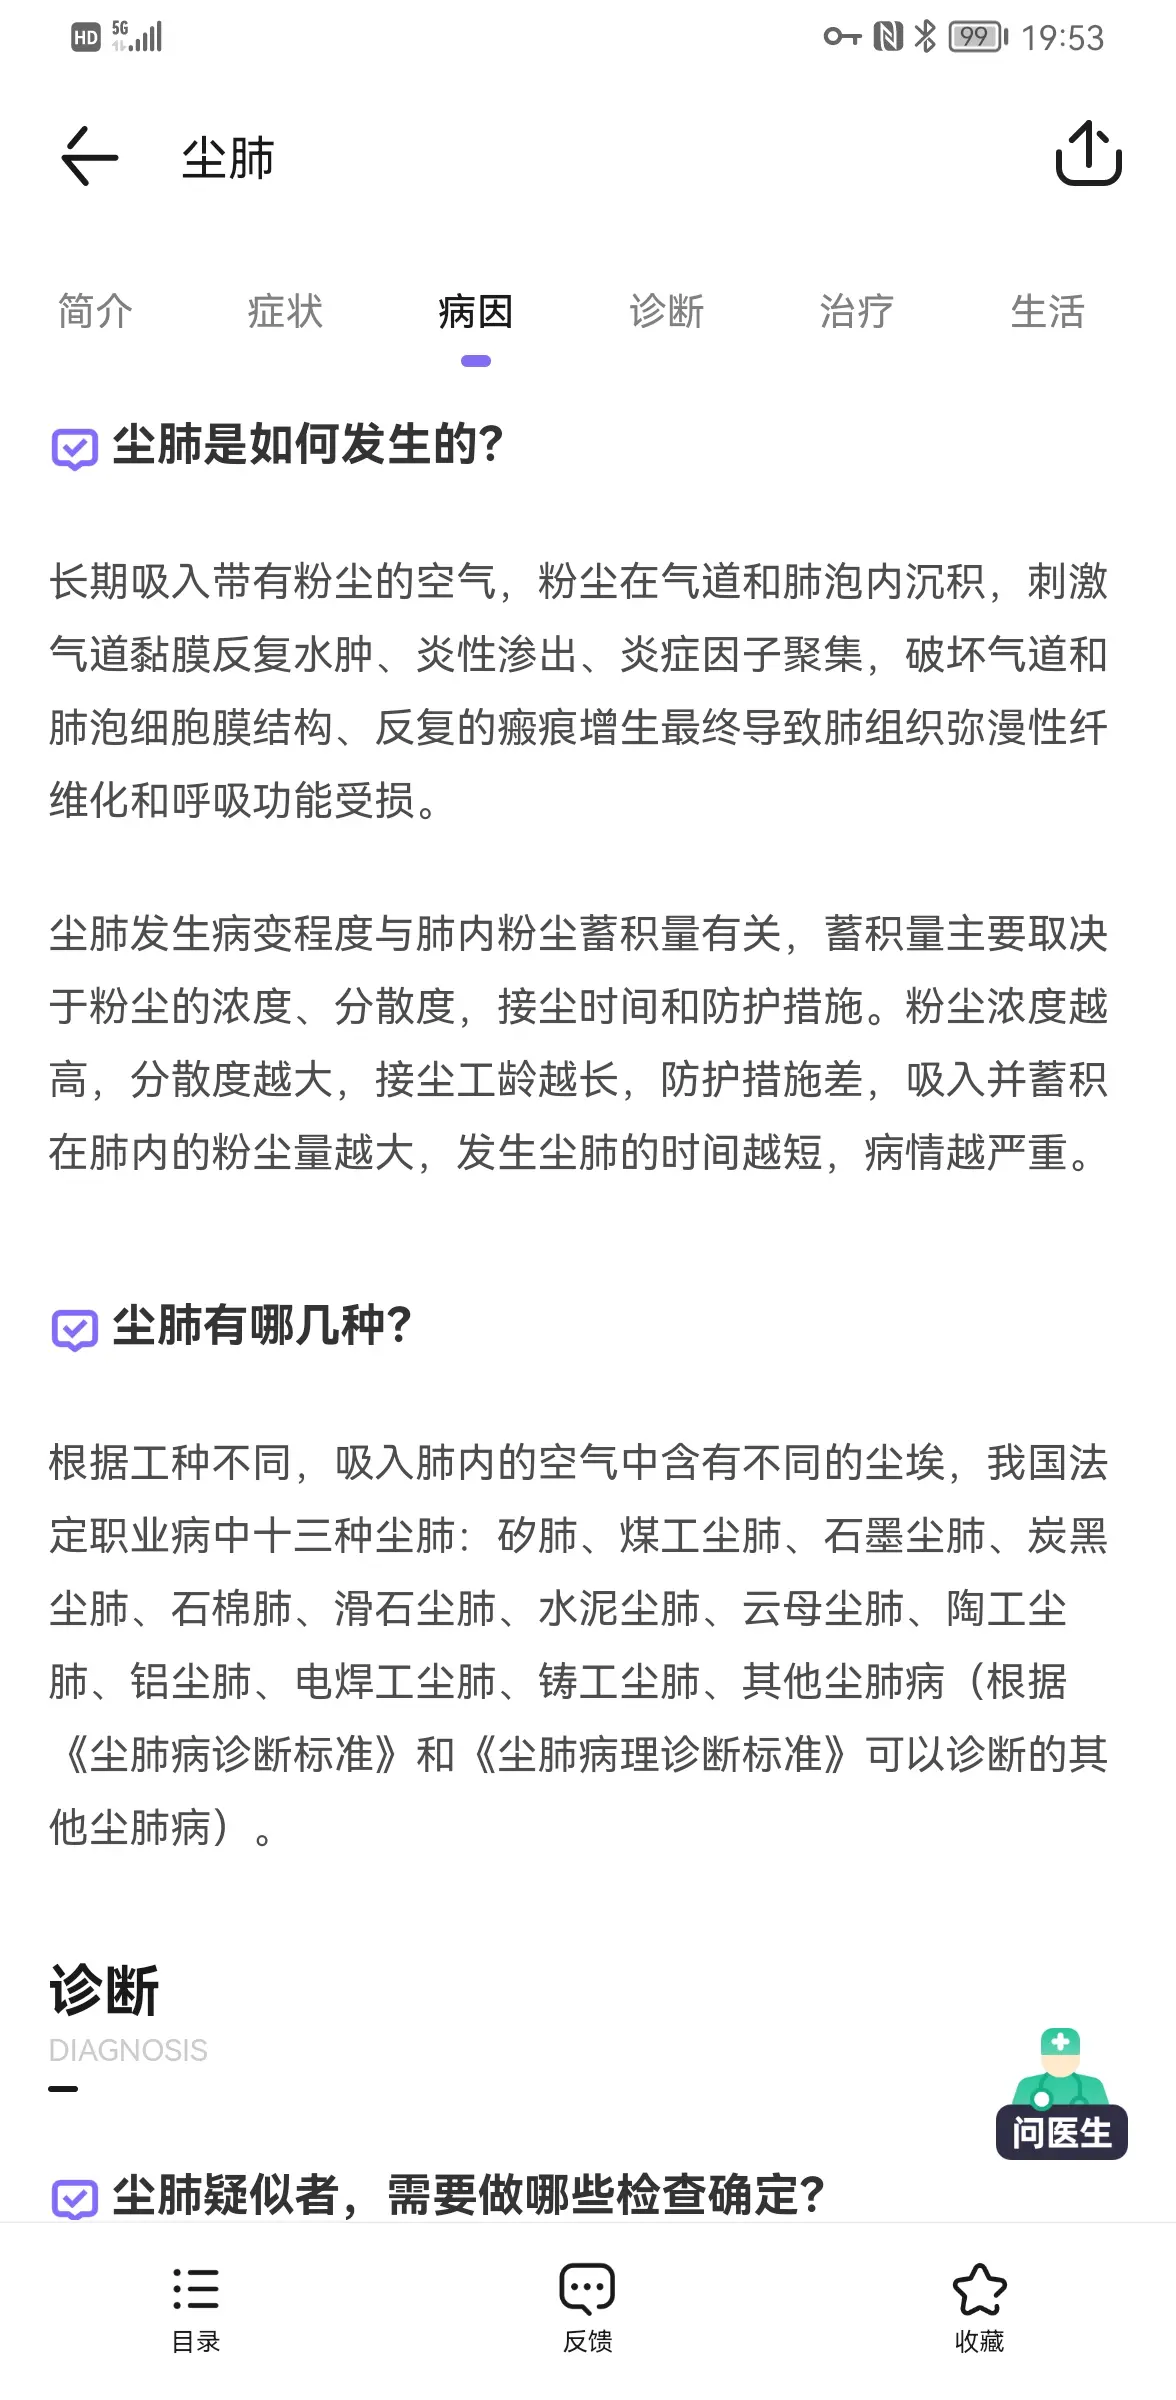 HD 5G 99 19:53
尘肺
简介 症状 病因 诊断 治疗 生活
尘肺是如何发生的？
长期吸入带有粉尘的空气，粉尘在气道和肺泡内沉积，刺激
气道黏膜反复水肿、炎性渗出、炎症因子聚集，破坏气道和
肺泡细胞膜结构、反复的瘢痕增生最终导致肺组织弥漫性纤
维化和呼吸功能受损。
尘肺发生病变程度与肺内粉尘蓄积量有关，蓄积量主要取决
于粉尘的浓度、分散度，接尘时间和防护措施。粉尘浓度越
高，分散度越大，接尘工龄越长，防护措施差，吸入并蓄积
在肺内的粉尘量越大，发生尘肺的时间越短，病情越严重。
尘肺有哪几种？
根据工种不同，吸入肺内的空气中含有不同的尘埃，我国法
定职业病中十三种尘肺：矽肺、煤工尘肺、石墨尘肺、炭黑
尘肺、石棉肺、滑石尘肺、水泥尘肺、云母尘肺、陶工尘
肺、铝尘肺、电焊工尘肺、铸工尘肺、其他尘肺病（根据
《尘肺病诊断标准》和《尘肺病理诊断标准》可以诊断的其
他尘肺病）。
诊断
DIAGNOSIS
问医生
尘肺疑似者，需要做哪些检查确定？
目录 反馈 收藏